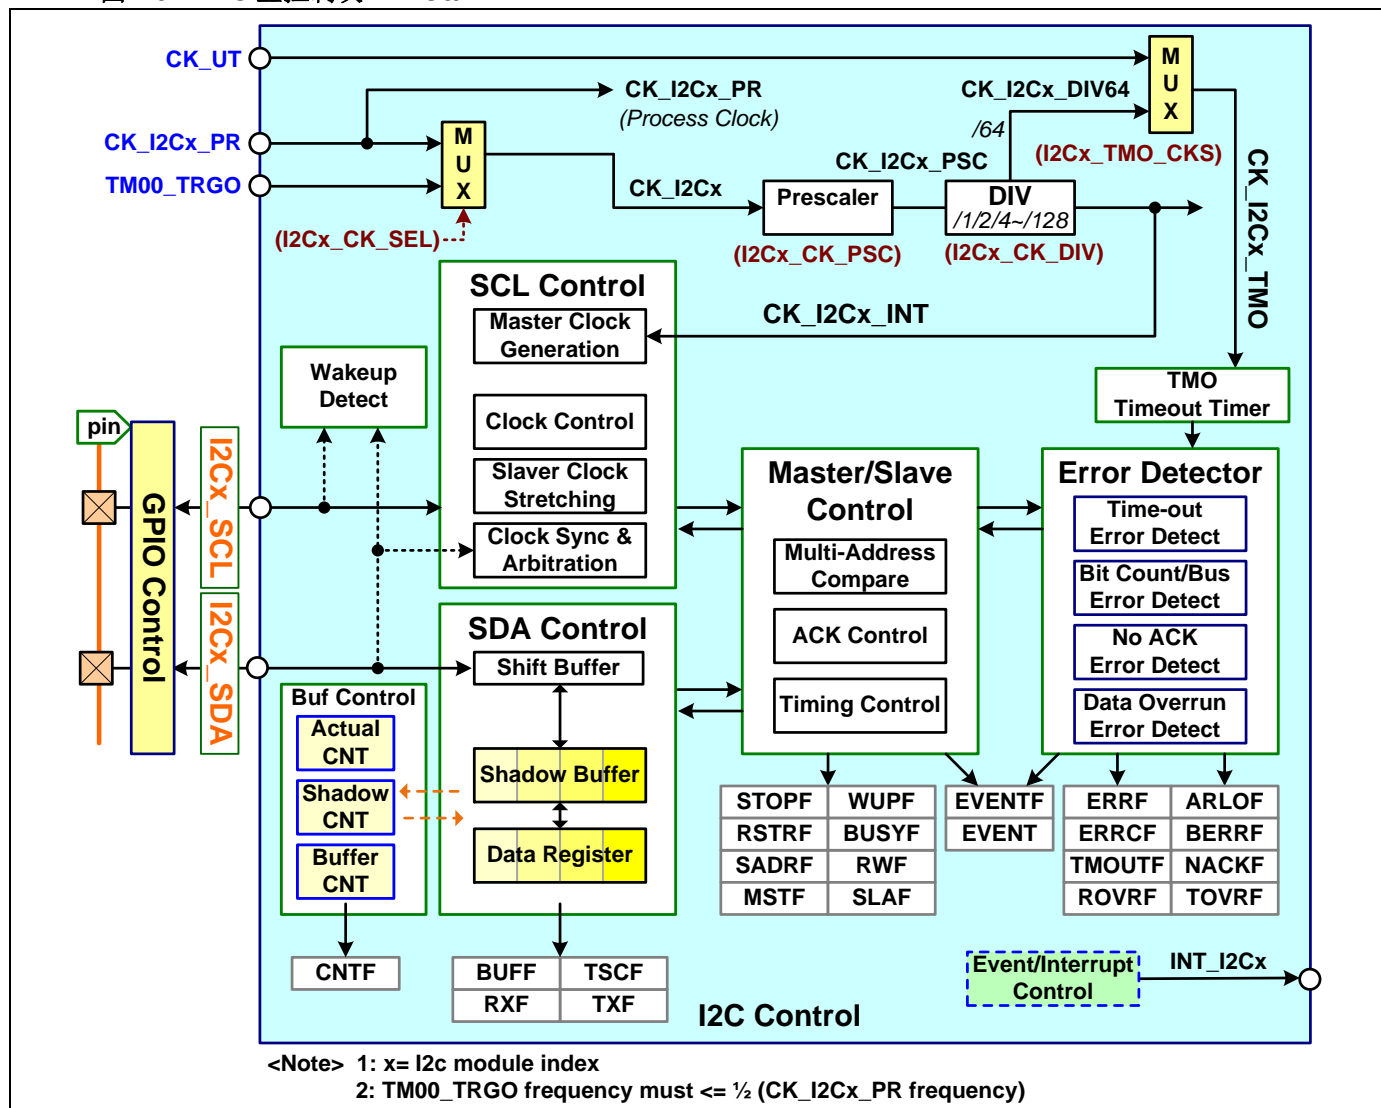 CK_UT
CK_I2Cx_PR
(Process Clock)
CK_I2Cx_DIV64
MUX
/64
CK_I2Cx_PR
TM00_TRGO
MUX
(I2Cx_CK_SEL)
CK_I2Cx
Prescaler
(I2Cx_CK_PSC)
CK_I2Cx_PSC
DIV
/1/2/4~/128
(I2Cx_CK_DIV)
(I2Cx_TMO_CKS)
CK_I2Cx_TMO
CK_I2Cx_INT
SCL Control
Master Clock
Generation
Clock Control
Slaver Clock
Stretching
Clock Sync &
Arbitration
Wakeup
Detect
TMO
Timeout Timer
pin
GPIO Control
I2Cx_SCL
I2Cx_SDA
Master/Slave
Control
Multi-Address
Compare
ACK Control
Timing Control
Error Detector
Time-out
Error Detect
Bit Count/Bus
Error Detect
No ACK
Error Detect
Data Overrun
Error Detect
SDA Control
Shift Buffer
Shadow Buffer
Data Register
Buf Control
Actual
CNT
Shadow
CNT
Buffer
CNT
CNTF
BUFF TSCF
RXF TXF
STOPF WUPF
RSTRF BUSYF
SADRF RWF
MSTF SLAF
EVENTF
EVENT
ERRF ARLOF
ERRCF BERRF
TMOUTF NACKF
ROVRF TOVRF
Event/Interrupt
Control
INT_I2Cx
I2C Control
<Note> 1: x= I2c module index
2: TM00_TRGO frequency must <= ½ (CK_I2Cx_PR frequency)